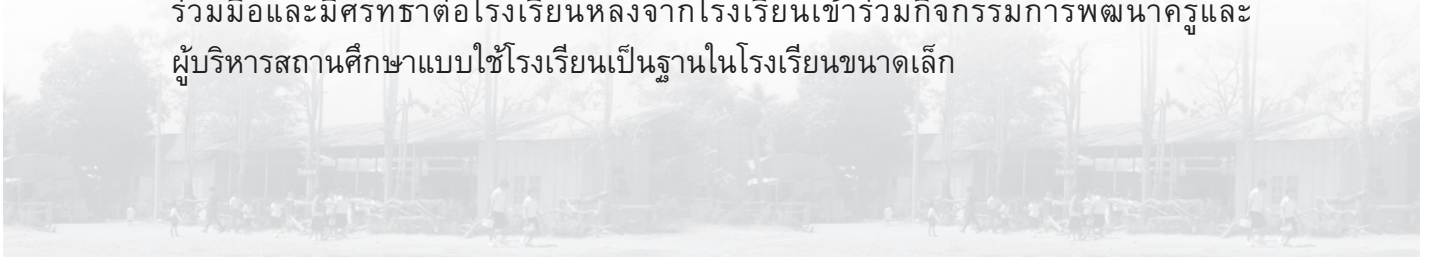 ร่วมมือและมีศรัทธาต่อโรงเรียนหลังจากโรงเรียนเข้าร่วมกิจกรรมการพัฒนาครูและ
ผู้บริหารสถานศึกษาแบบใช้โรงเรียนเป็นฐานในโรงเรียนขนาดเล็ก